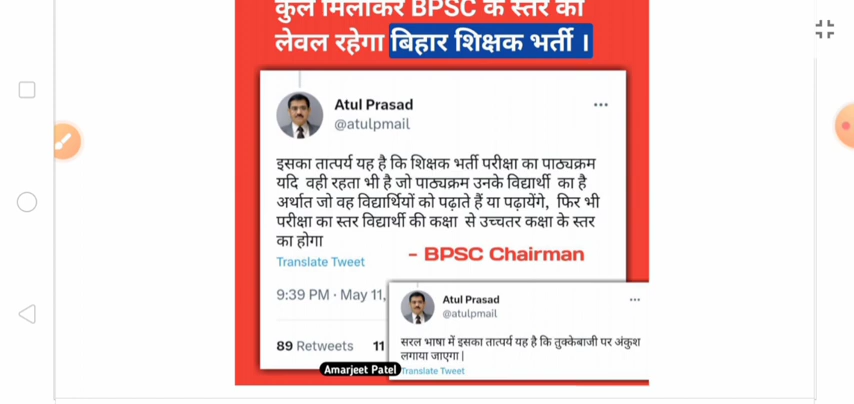 कुल मिलाकर BPSC के स्तर का
लेवल रहेगा बिहार शिक्षक भर्ती ।
Atul Prasad
@atulpmail
इसका तात्पर्य यह है कि शिक्षक भर्ती परीक्षा का पाठ्यक्रम
यदि वही रहता भी है जो पाठ्यक्रम उनके विद्यार्थी का है
अर्थात जो वह विद्यार्थियों को पढ़ाते हैं या पढ़ायेंगे, फिर भी
परीक्षा का स्तर विद्यार्थी की कक्षा से उच्चतर कक्षा के स्तर
का होगा
- BPSC Chairman
Translate Tweet
9:39 PM · May 11,
89 Retweets 11
Atul Prasad
@atulpmail
सरल भाषा में इसका तात्पर्य यह है कि तुक्केबाजी पर अंकुश
लगाया जाएगा |
Translate Tweet
Amarjeet Patel